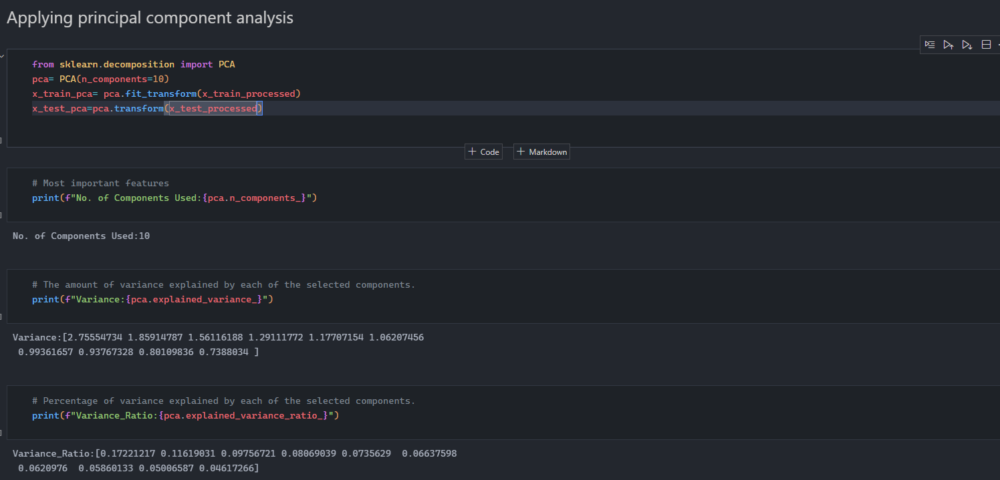 Applying principal component analysis
from sklearn.decomposition import PCA
pca= PCA(n_components=10)
x_train_pca= pca.fit_transform(x_train_processed)
x_test_pca=pca.transform(x_test_processed)
+ Code + Markdown
# Most important features
print(f"No. of Components Used:{pca.n_components_}")
No. of Components Used:10
# The amount of variance explained by each of the selected components.
print(f"Variance:{pca.explained_variance_}")
Variance:[2.75554734 1.85914787 1.56116188 1.29111772 1.17707154 1.06207456
 0.99361657 0.93767328 0.80109836 0.7388034 ]
# Percentage of variance explained by each of the selected components.
print(f"Variance_Ratio:{pca.explained_variance_ratio_}")
Variance_Ratio:[0.17221217 0.11619031 0.09756721 0.08069039 0.0735629  0.06637598
 0.0620976  0.05860133 0.05006587 0.04617266]